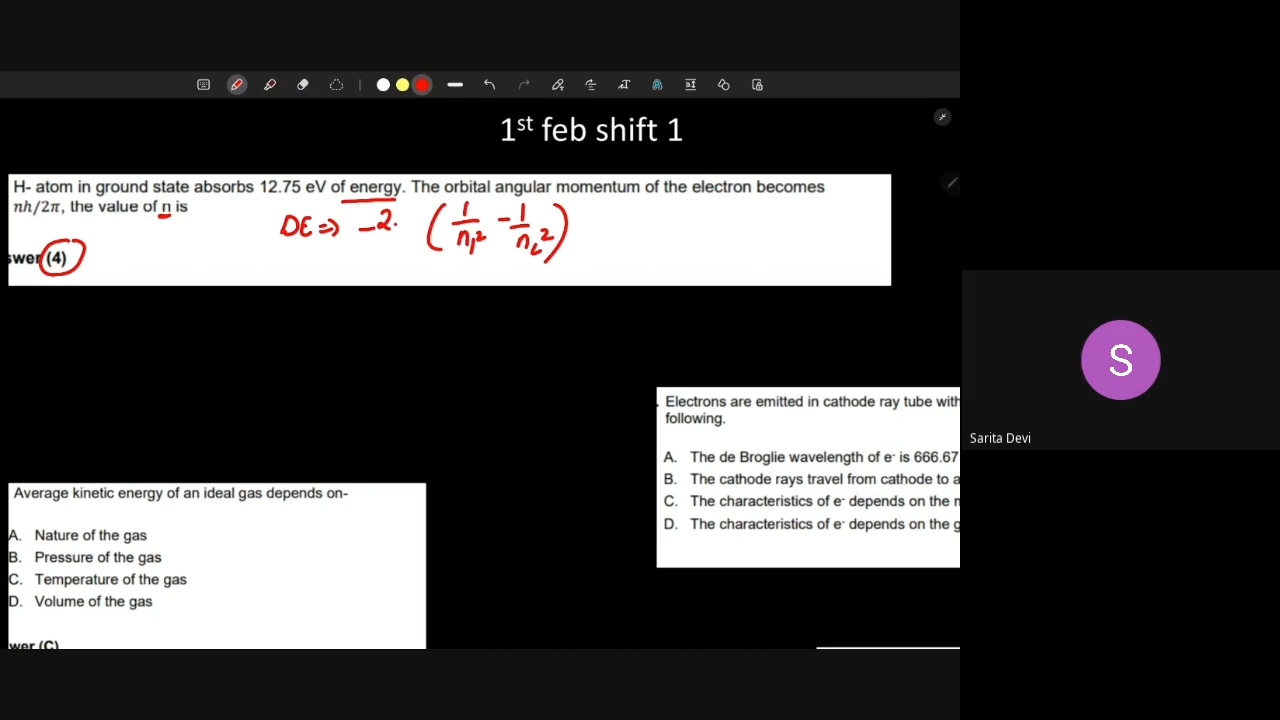 1st feb shift 1
H- atom in ground state absorbs 12.75 eV of energy. The orbital angular momentum of the electron becomes
nh/2π, the value of n is
DE ⇒ -2. (1/n₁² - 1/n₂²)
swer (4)
Electrons are emitted in cathode ray tube with
following.
A. The de Broglie wavelength of e- is 666.67
B. The cathode rays travel from cathode to a
C. The characteristics of e- depends on the
D. The characteristics of e- depends on the g
S
Sarita Devi
Average kinetic energy of an ideal gas depends on-
A. Nature of the gas
B. Pressure of the gas
C. Temperature of the gas
D. Volume of the gas
wer (C)